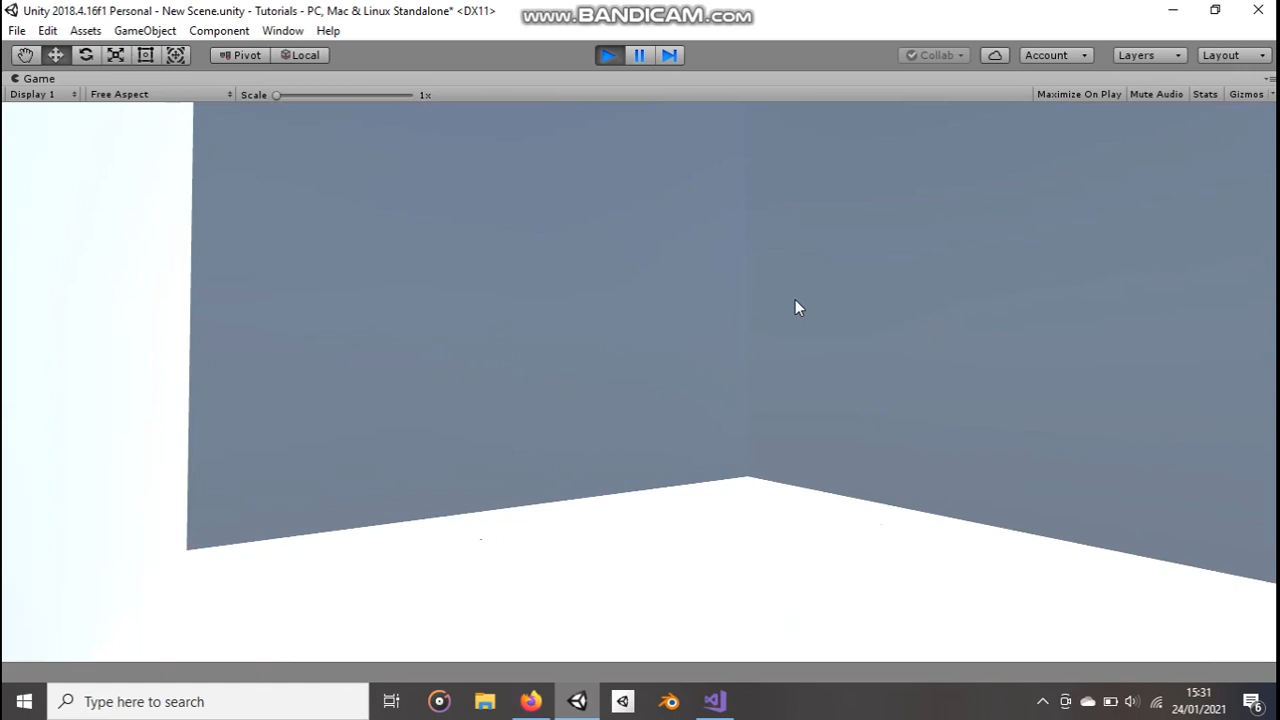 Unity 2018.4.16f1 Personal - New Scene.unity - Tutorials - PC, Mac & Linux Standalone* <DX11>
www.BANDICAM.com
File Edit Assets GameObject Component Window Help
Pivot Local Collab Account Layers Layout
Game
Display 1 Free Aspect Scale 1x Maximize On Play Mute Audio Stats Gizmos
Type here to search
15:31
24/01/2021
6